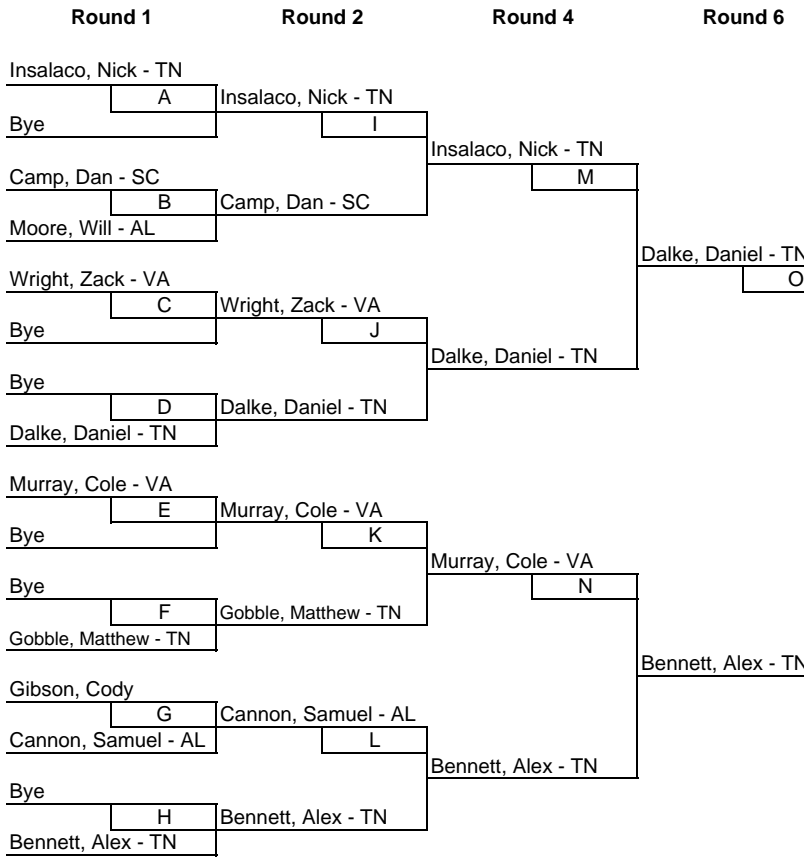 Round 1 Round 2 Round 4 Round 6
Insalaco, Nick - TN
A Insalaco, Nick - TN
Bye I
Insalaco, Nick - TN
Camp, Dan - SC M
B Camp, Dan - SC
Moore, Will - AL
Dalke, Daniel - TN
Wright, Zack - VA O
C Wright, Zack - VA
Bye J
Dalke, Daniel - TN
Bye
D Dalke, Daniel - TN
Dalke, Daniel - TN
Murray, Cole - VA
E Murray, Cole - VA
Bye K
Murray, Cole - VA
Bye N
F Gobble, Matthew - TN
Gobble, Matthew - TN
Bennett, Alex - TN
Gibson, Cody
G Cannon, Samuel - AL
Cannon, Samuel - AL L
Bennett, Alex - TN
Bye
H Bennett, Alex - TN
Bennett, Alex - TN